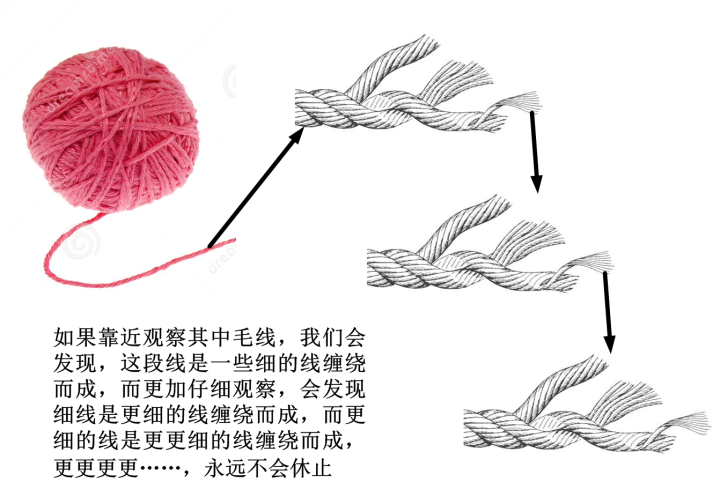 如果靠近观察其中毛线，我们会
发现，这段线是一些细的线缠绕
而成，而更加仔细观察，会发现
细线是更细的线缠绕而成，而更
细的线是更更细的线缠绕而成，
更更更更……，永远不会休止